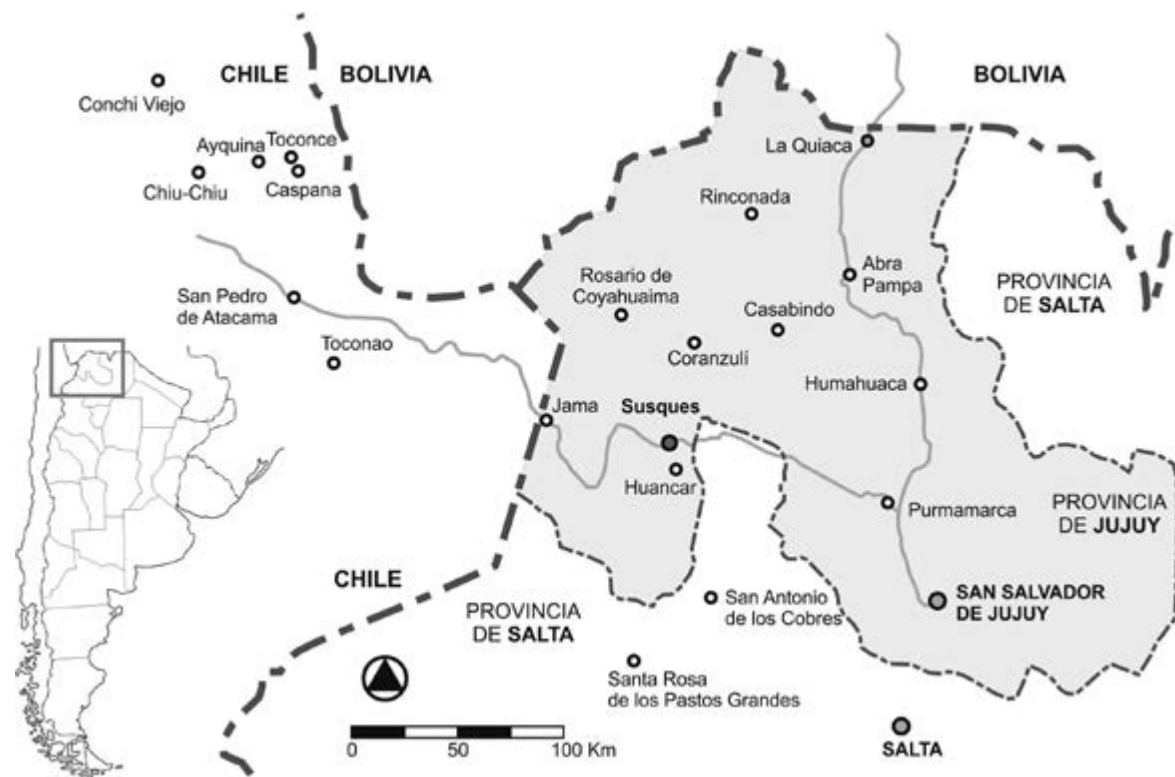 CHILE
BOLIVIA
BOLIVIA
Conchi Viejo
Ayquina
Toconce
Chiu-Chiu
Caspana
La Quiaca
Rinconada
San Pedro
de Atacama
Toconao
Rosario de
Coyahuaima
Abra
Pampa
PROVINCIA
DE SALTA
Casabindo
Coranzulí
Humahuaca
Jama
Susques
Huancar
Purmamarca
PROVINCIA
DE JUJUY
CHILE
PROVINCIA
DE SALTA
San Antonio
de los Cobres
SAN SALVADOR
DE JUJUY
Santa Rosa
de los Pastos Grandes
0 50 100 Km
SALTA